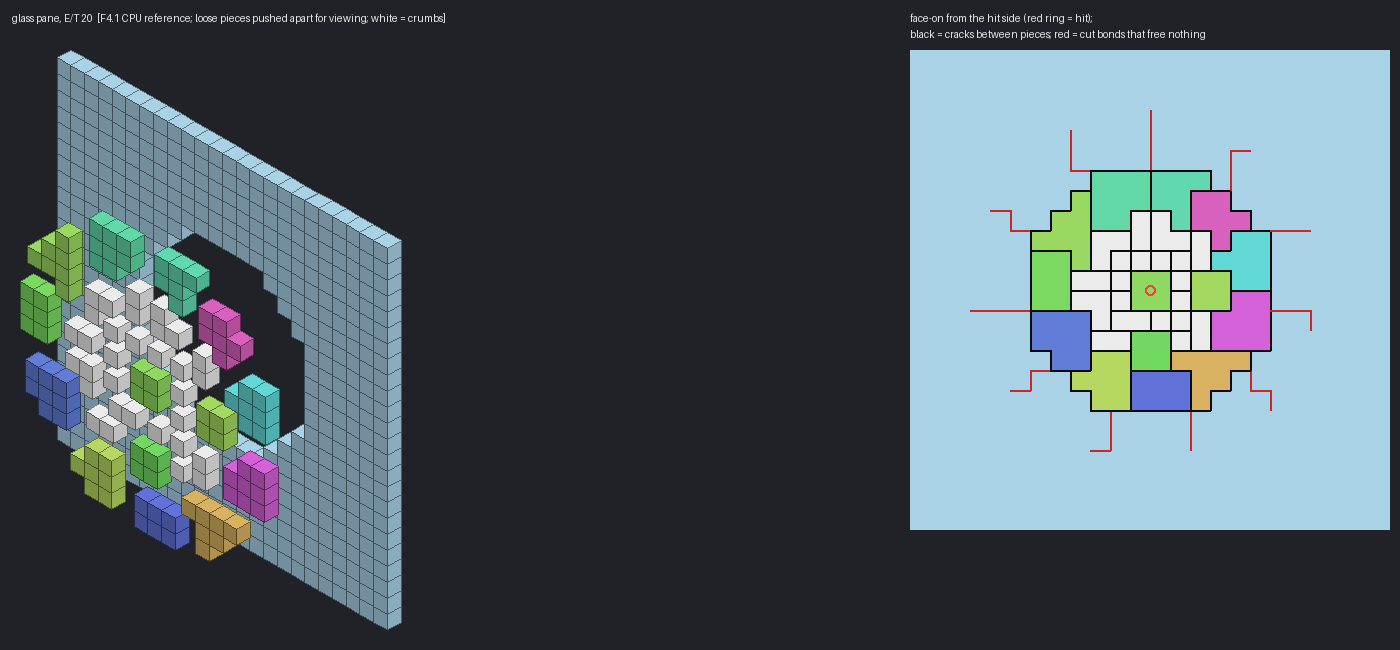 glass pane, E/T 20 [F4.1 CPU reference; loose pieces pushed apart for viewing; white = crumbs]
face-on from the hit side (red ring = hit);
black = cracks between pieces; red = cut bonds that free nothing